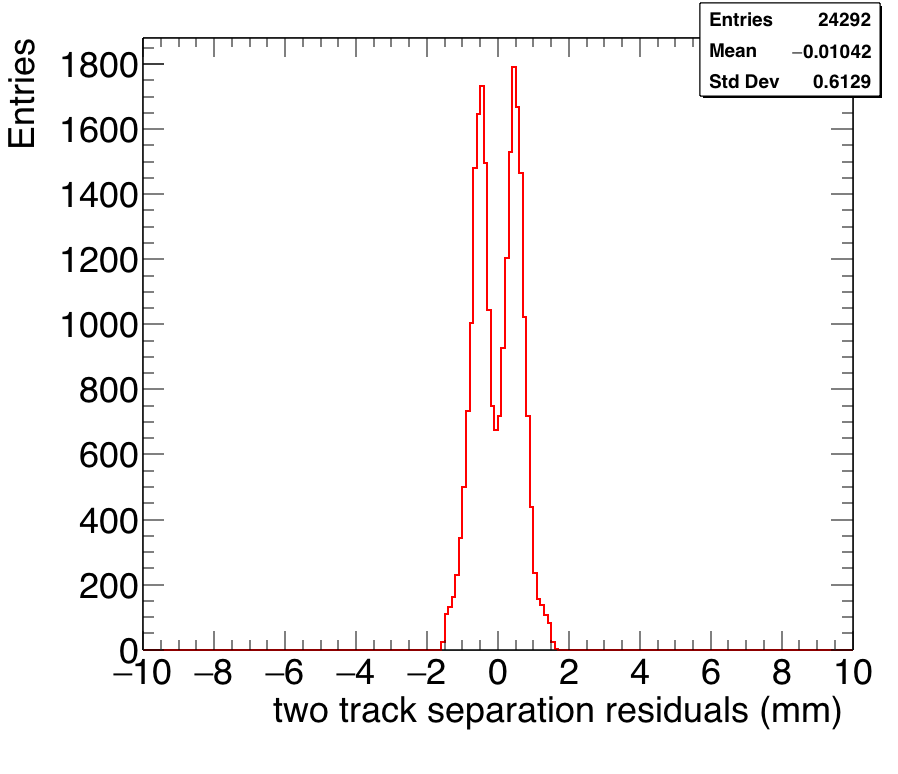 Entries 24292
Mean −0.01042
Std Dev 0.6129
Entries
1800
1600
1400
1200
1000
800
600
400
200
0
−10 −8 −6 −4 −2 0 2 4 6 8 10
two track separation residuals (mm)